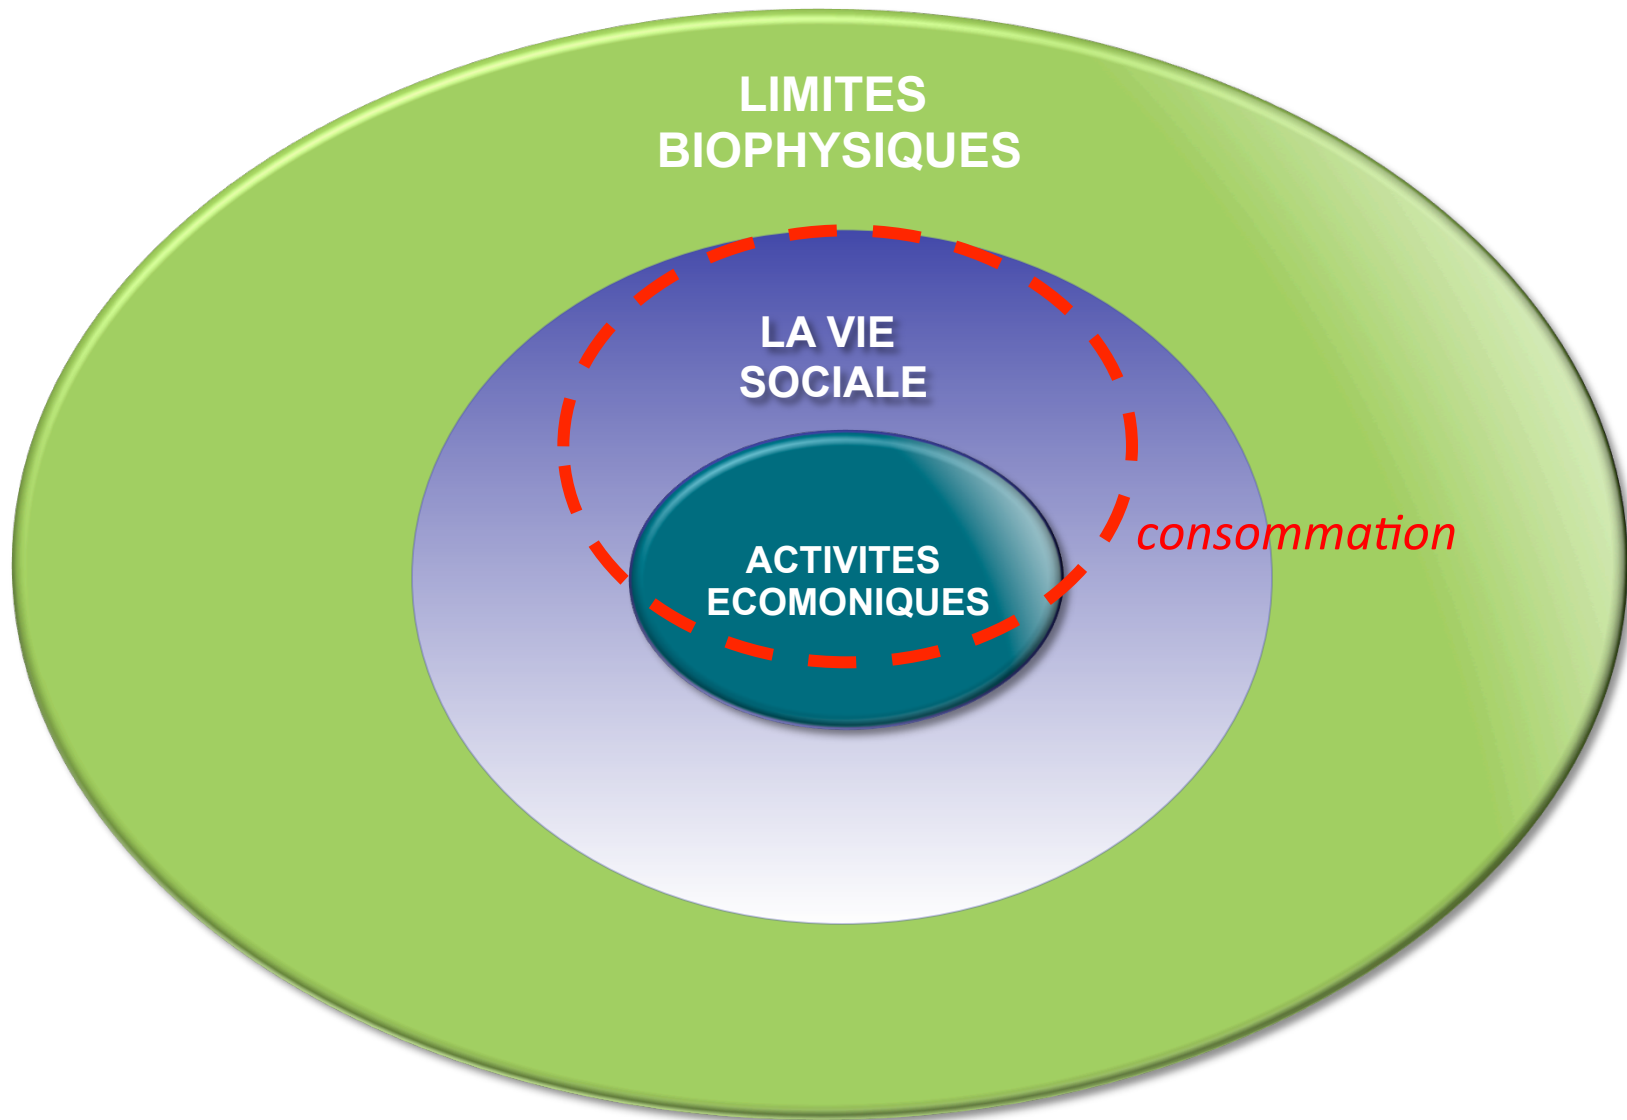 LIMITES
BIOPHYSIQUES
LA VIE
SOCIALE
consommation
ACTIVITES
ECOMONIQUES